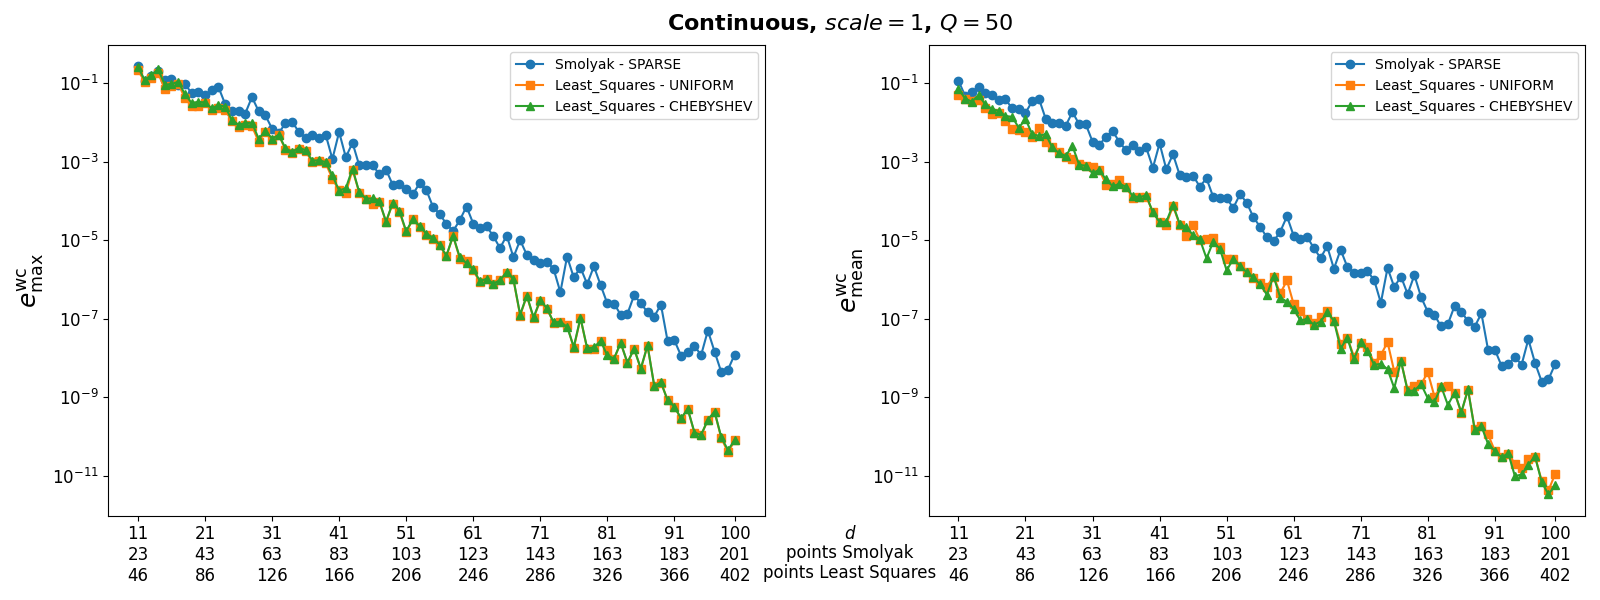 Continuous, scale = 1, Q = 50
Smolyak - SPARSE
Least_Squares - UNIFORM
Least_Squares - CHEBYSHEV
10⁻¹
10⁻³
10⁻⁵
10⁻⁷
10⁻⁹
10⁻¹¹
e^wc_max
11 21 31 41 51 61 71 81 91 100
23 43 63 83 103 123 143 163 183 201
46 86 126 166 206 246 286 326 366 402
d
points Smolyak
points Least Squares
Smolyak - SPARSE
Least_Squares - UNIFORM
Least_Squares - CHEBYSHEV
10⁻¹
10⁻³
10⁻⁵
10⁻⁷
10⁻⁹
10⁻¹¹
e^wc_mean
11 21 31 41 51 61 71 81 91 100
23 43 63 83 103 123 143 163 183 201
46 86 126 166 206 246 286 326 366 402